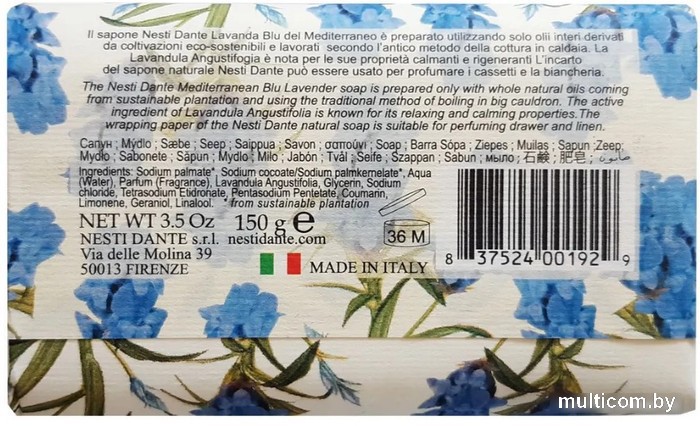 Il sapone Nesti Dante Lavanda Blu del Mediterraneo è preparato utilizzando solo olii interi derivati
da coltivazioni eco-sostenibili e lavorati secondo l'antico metodo della cottura in caldaia. La
Lavandula Angustifogia è nota per le sue proprietà calmanti e rigeneranti L'incarto
del sapone naturale Nesti Dante può essere usato per profumare i cassetti e la biancheria.
The Nesti Dante Mediterranean Blu Lavender soap is prepared only with whole natural oils coming
from sustainable plantation and using the traditional method of boiling in big cauldron. The active
ingredient of Lavandula Angustifolia is known for its relaxing and calming properties.The
wrapping paper of the Nesti Dante natural soap is suitable for perfuming drawer and linen.
Сапун ; Mýdlo ; Sæbe ; Seep ; Saippua ; Savon ; σαπούνι ; Soap ; Barra Sópa ; Ziepes ; Muilas ; Sapun ;Zeep;
Mydło ; Sabonete ; Săpun ; Mydlo ; Milo ; Jabón ; Tvål ; Seife ; Szappan ; Sabun ; мыло ; 石鹸 ; 肥皂 ; صابون
Ingredients: Sodium palmate*, Sodium cocoate/Sodium palmkernelate*, Aqua
(Water), Parfum (Fragrance), Lavandula Angustifolia, Glycerin, Sodium
chloride, Tetrasodium Etidronate, Pentasodium Pentetate, Coumarin,
Limonene, Geraniol, Linalool. * from sustainable plantation
NET WT 3.5 Oz 150 g e
NESTI DANTE s.r.l. nestidante.com
Via delle Molina 39
50013 FIRENZE
MADE IN ITALY
36 M
8 37524 00192 9
multicom.by